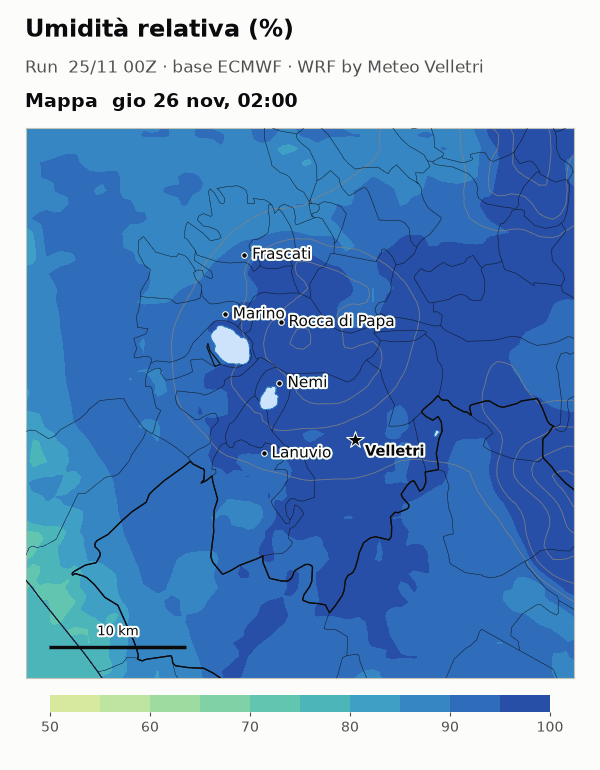 Umidità relativa (%)
Run  25/11 00Z · base ECMWF · WRF by Meteo Velletri
Mappa  gio 26 nov, 02:00
Frascati
Marino
Rocca di Papa
Nemi
Lanuvio
Velletri
10 km
50 60 70 80 90 100